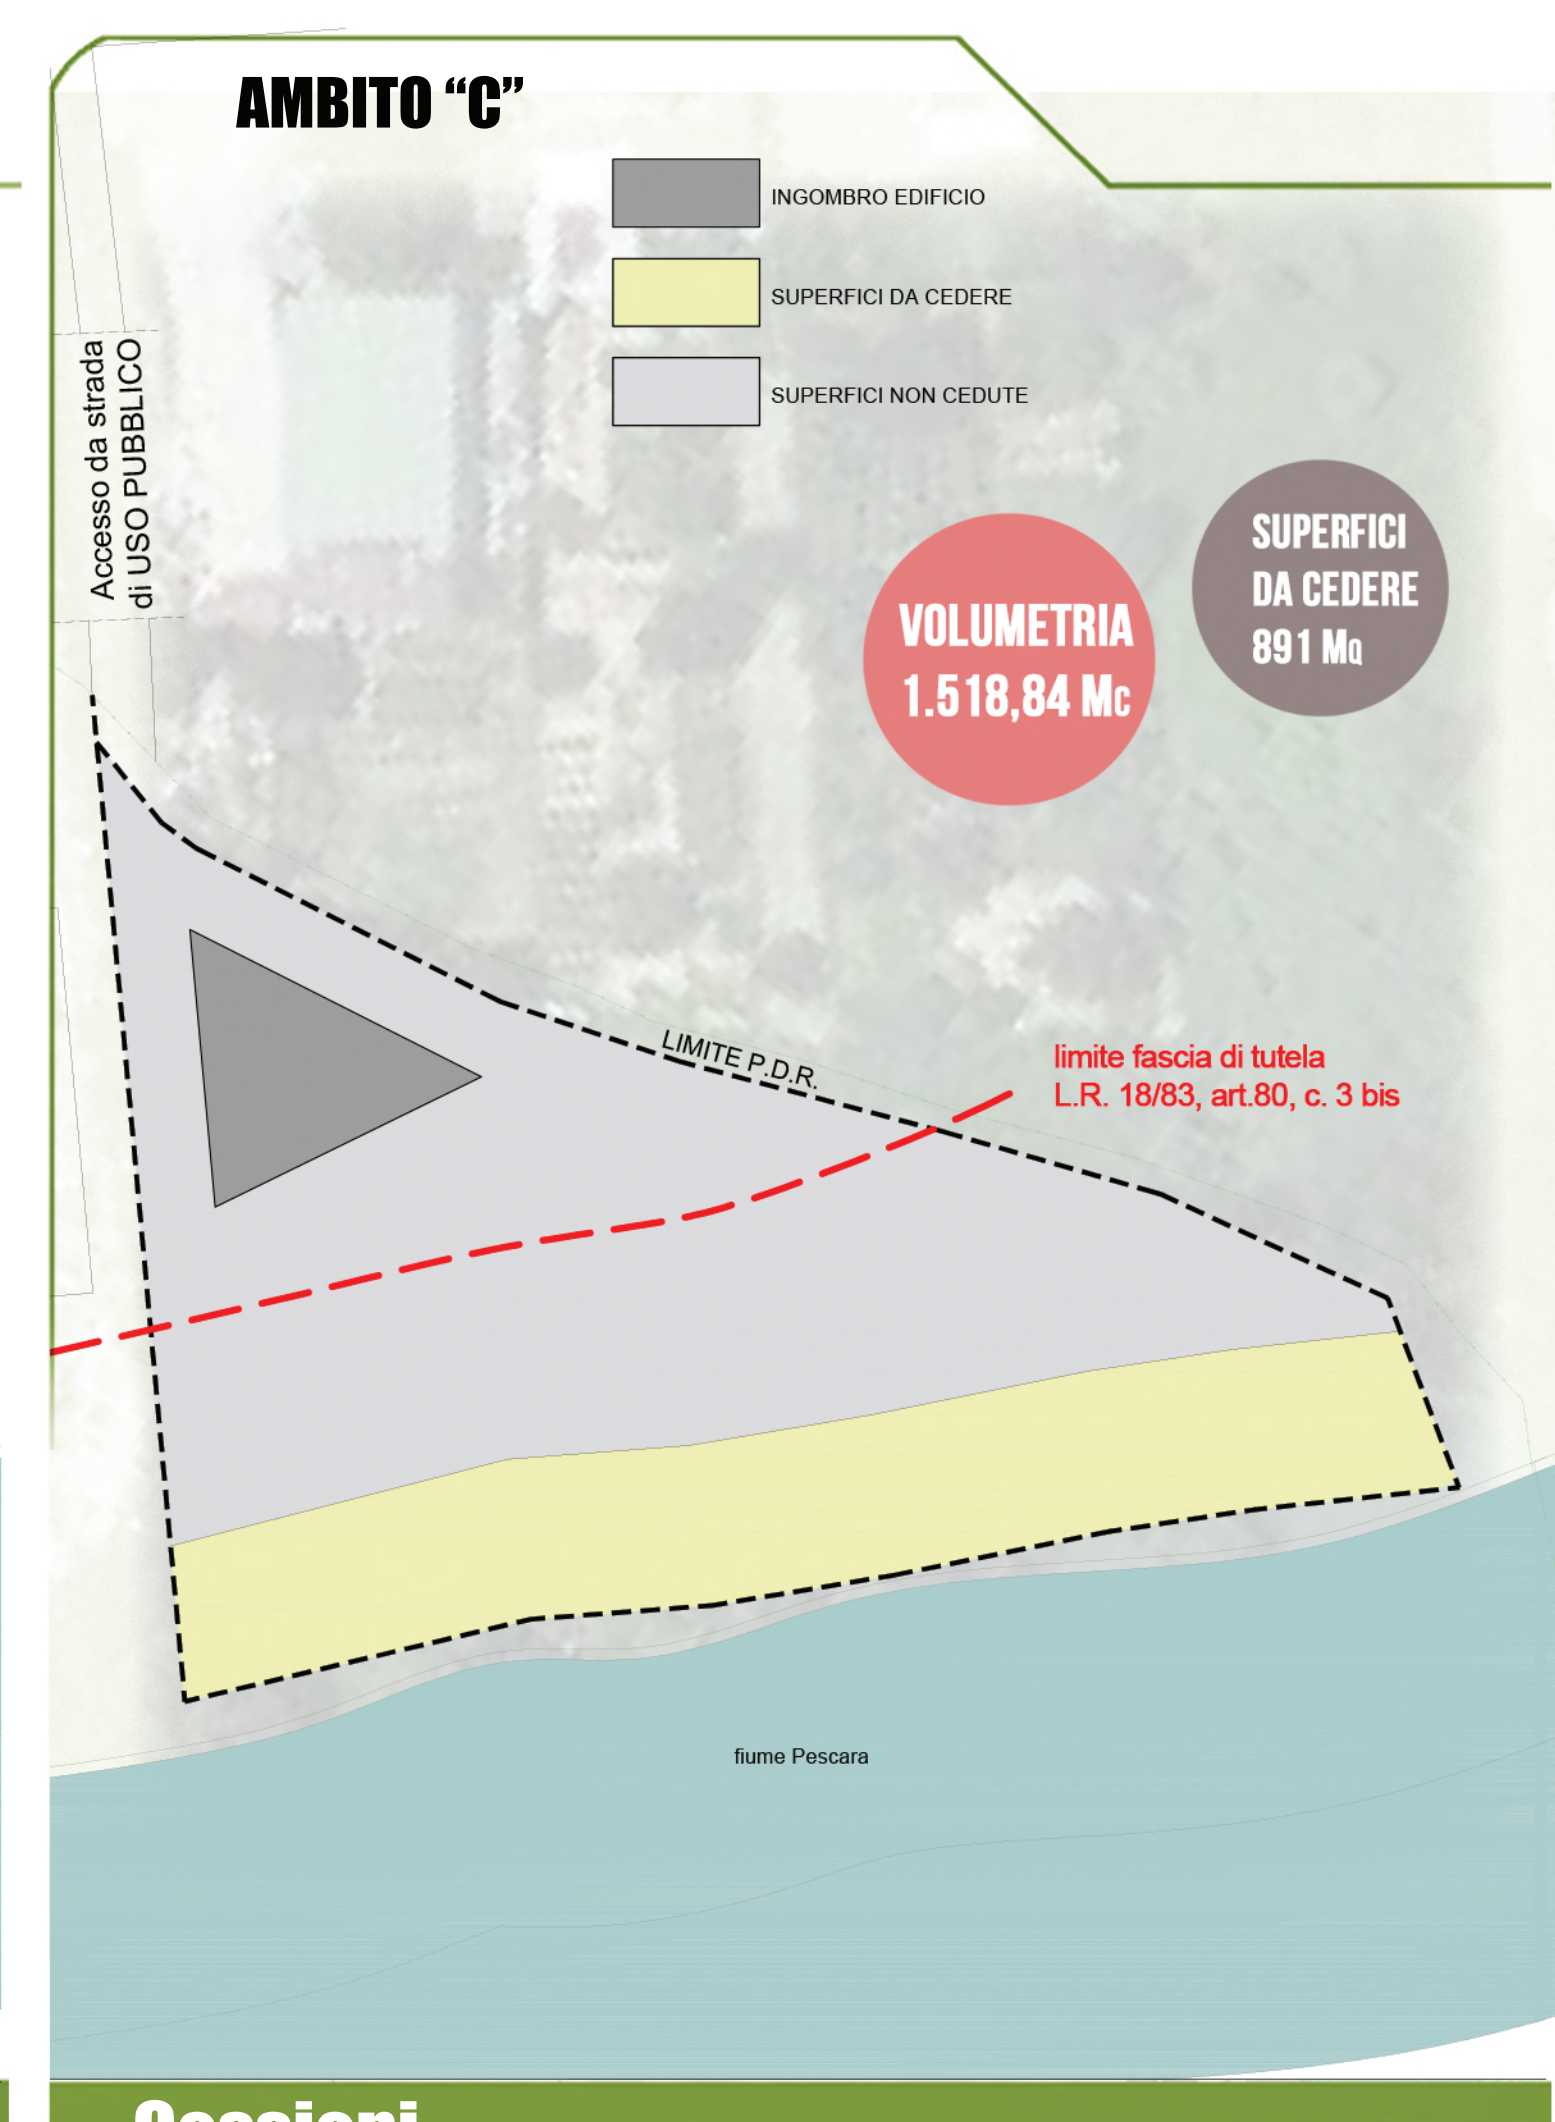 AMBITO “C”
INGOMBRO EDIFICIO
SUPERFICI DA CEDERE
SUPERFICI NON CEDUTE
Accesso da strada
di USO PUBBLICO
SUPERFICI
DA CEDERE
891 MQ
VOLUMETRIA
1.518,84 MC
LIMITE P.D.R.
limite fascia di tutela
L.R. 18/83, art.80, c. 3 bis
fiume Pescara
Cessioni